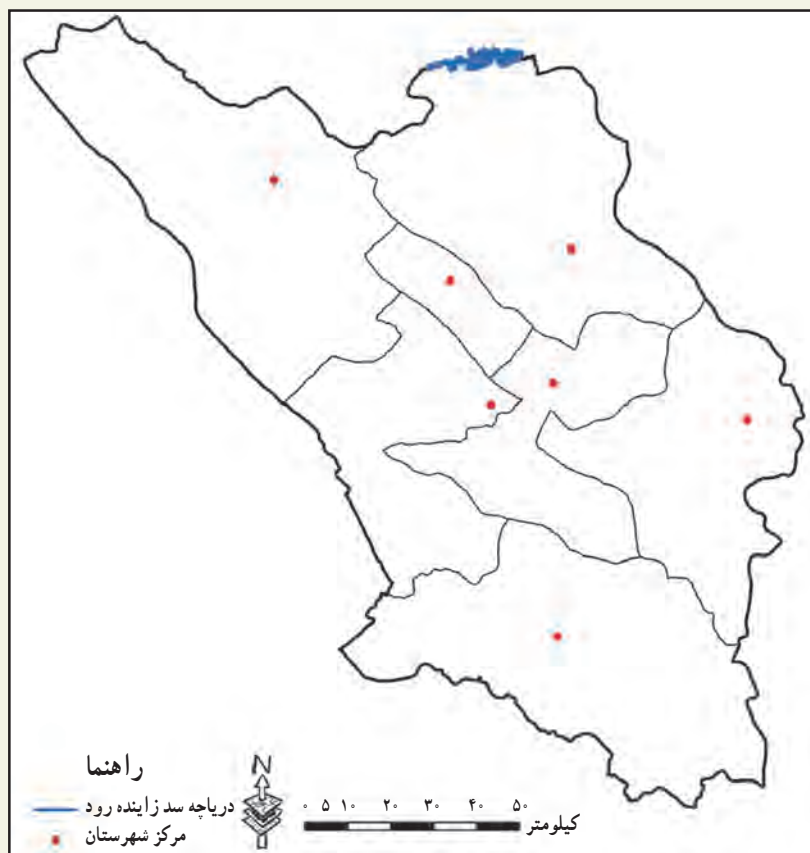 راهنما
دریاچه سد زاینده رود
مرکز شهرستان
N
۰ ۵ ۱۰ ۲۰ ۳۰ ۴۰ ۵۰
کیلومتر